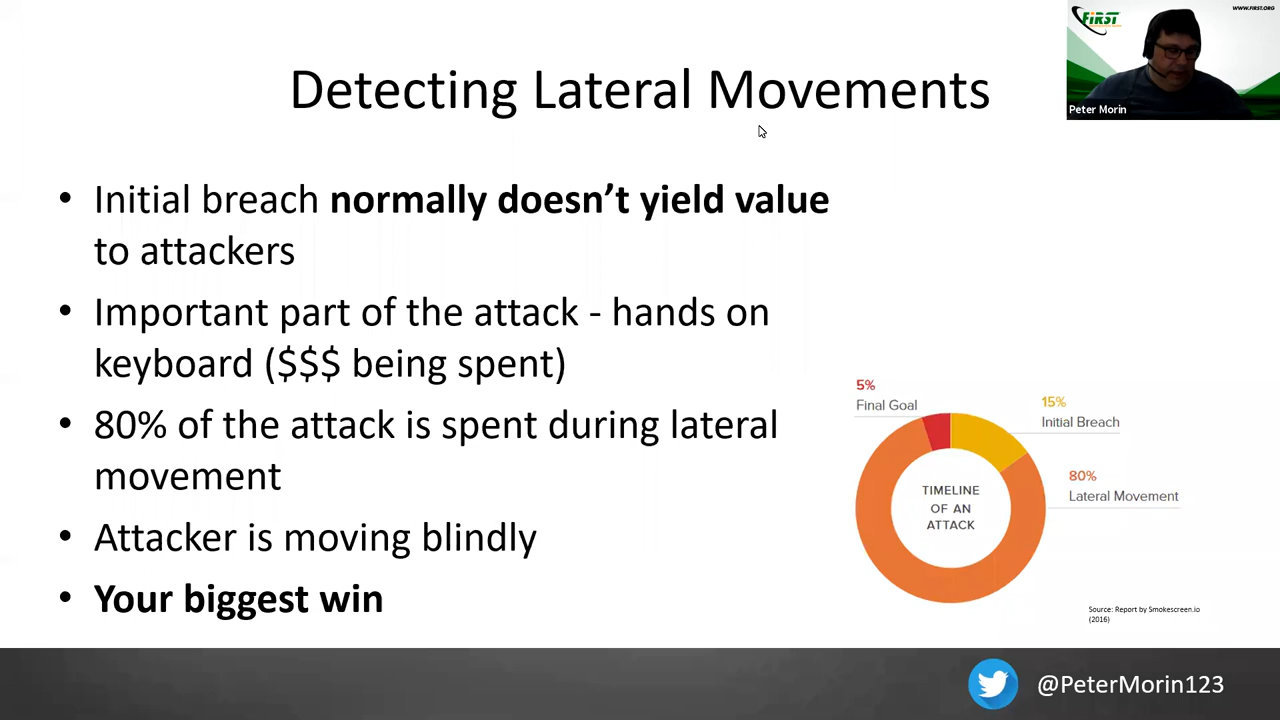 FiRST
WWW.FIRST.ORG
Peter Morin
Detecting Lateral Movements
• Initial breach normally doesn’t yield value
to attackers
• Important part of the attack - hands on
keyboard ($$$ being spent)
• 80% of the attack is spent during lateral
movement
• Attacker is moving blindly
• Your biggest win
5%
Final Goal
15%
Initial Breach
80%
Lateral Movement
TIMELINE
OF AN
ATTACK
Source: Report by Smokescreen.io
(2016)
@PeterMorin123